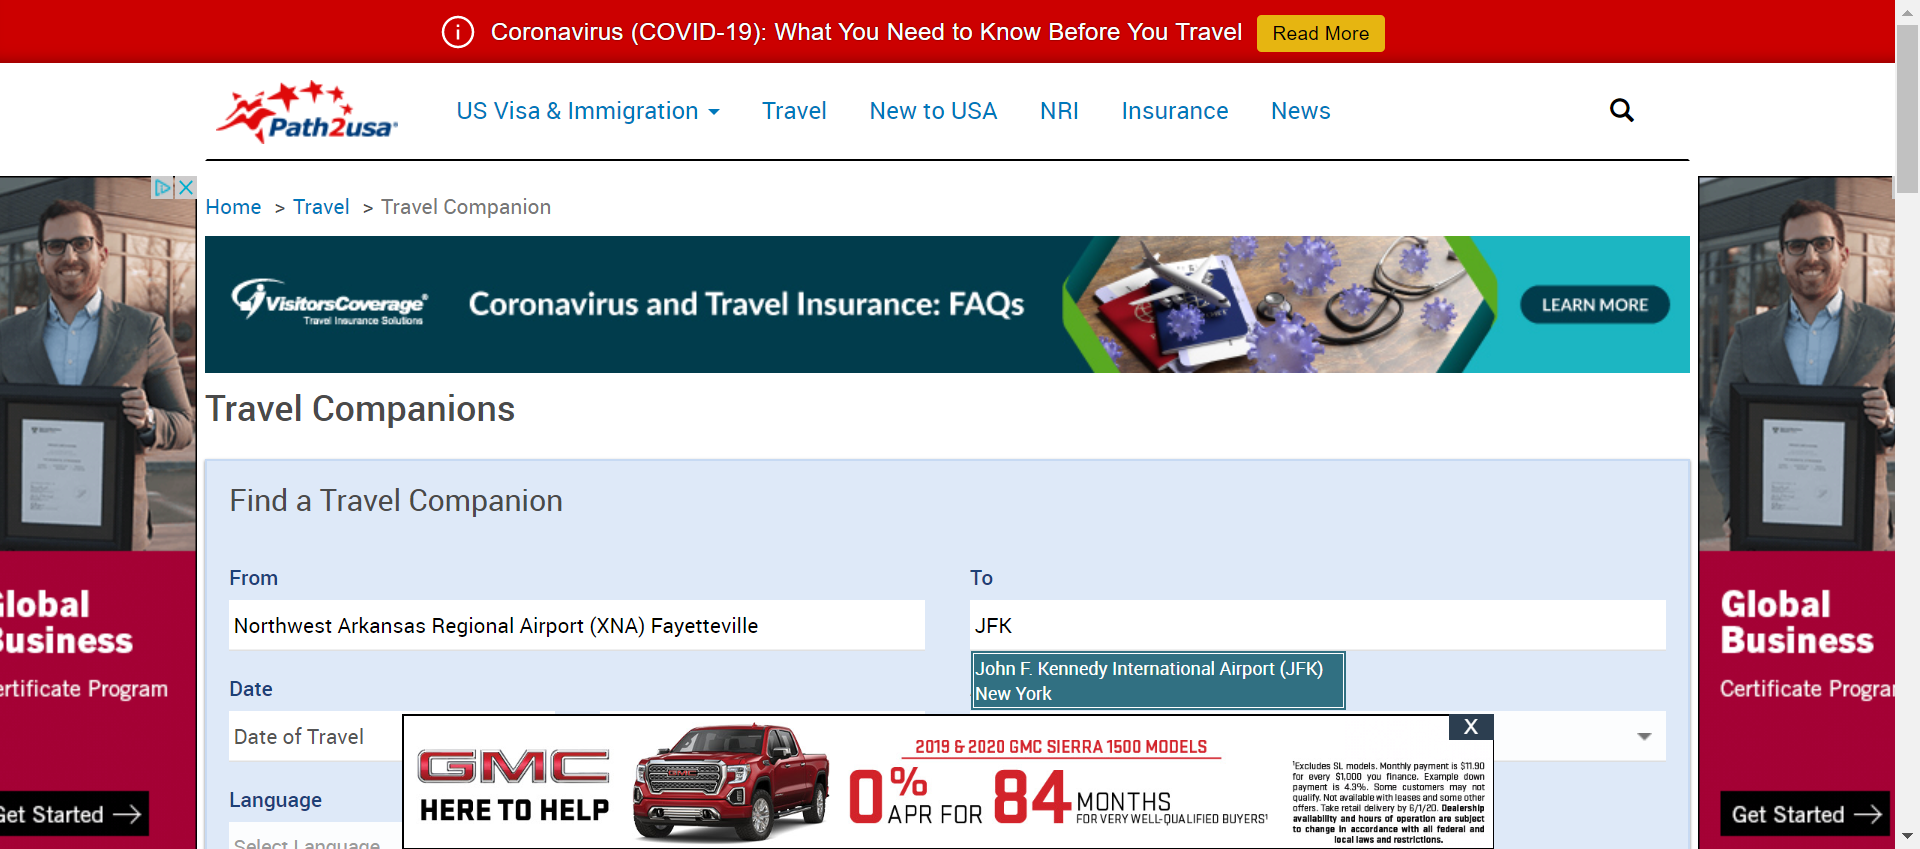 Coronavirus (COVID-19): What You Need to Know Before You Travel Read More
Path2usa
US Visa & Immigration Travel New to USA NRI Insurance News
Home > Travel > Travel Companion
VisitorsCoverage®
Travel Insurance Solutions
Coronavirus and Travel Insurance: FAQs
LEARN MORE
Travel Companions
Find a Travel Companion
From
To
Northwest Arkansas Regional Airport (XNA) Fayetteville
JFK
John F. Kennedy International Airport (JFK)
New York
Date
Date of Travel
Language
Select Language
lobal
Business
ertificate Program
Get Started
X
GMC
HERE TO HELP
2019 & 2020 GMC SIERRA 1500 MODELS
0% APR FOR 84 MONTHS
FOR VERY WELL-QUALIFIED BUYERS¹
¹Excludes SL models. Monthly payment is $11.90
for every $1,000 you finance. Example down
payment is 4.3%. Some customers may not
qualify. Not available with leases and some other
offers. Take retail delivery by 6/1/20. Dealership
availability and hours of operation are subject
to change in accordance with all federal and
local laws and restrictions.
Global
Business
Certificate Progra
Get Started